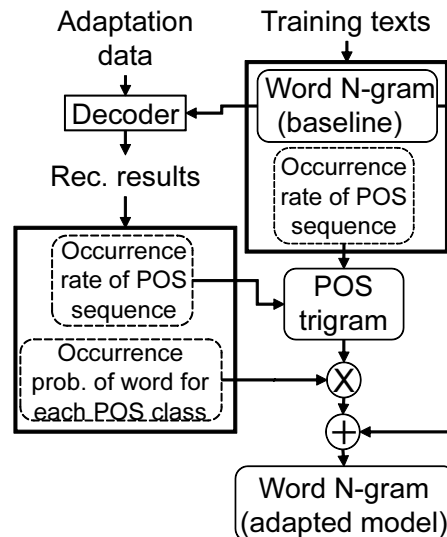 Adaptation
data
Training texts
Decoder
Word N-gram
(baseline)
Rec. results
Occurrence
rate of POS
sequence
Occurrence
rate of POS
sequence
POS
trigram
Occurrence
prob. of word for
each POS class
X
+
Word N-gram
(adapted model)